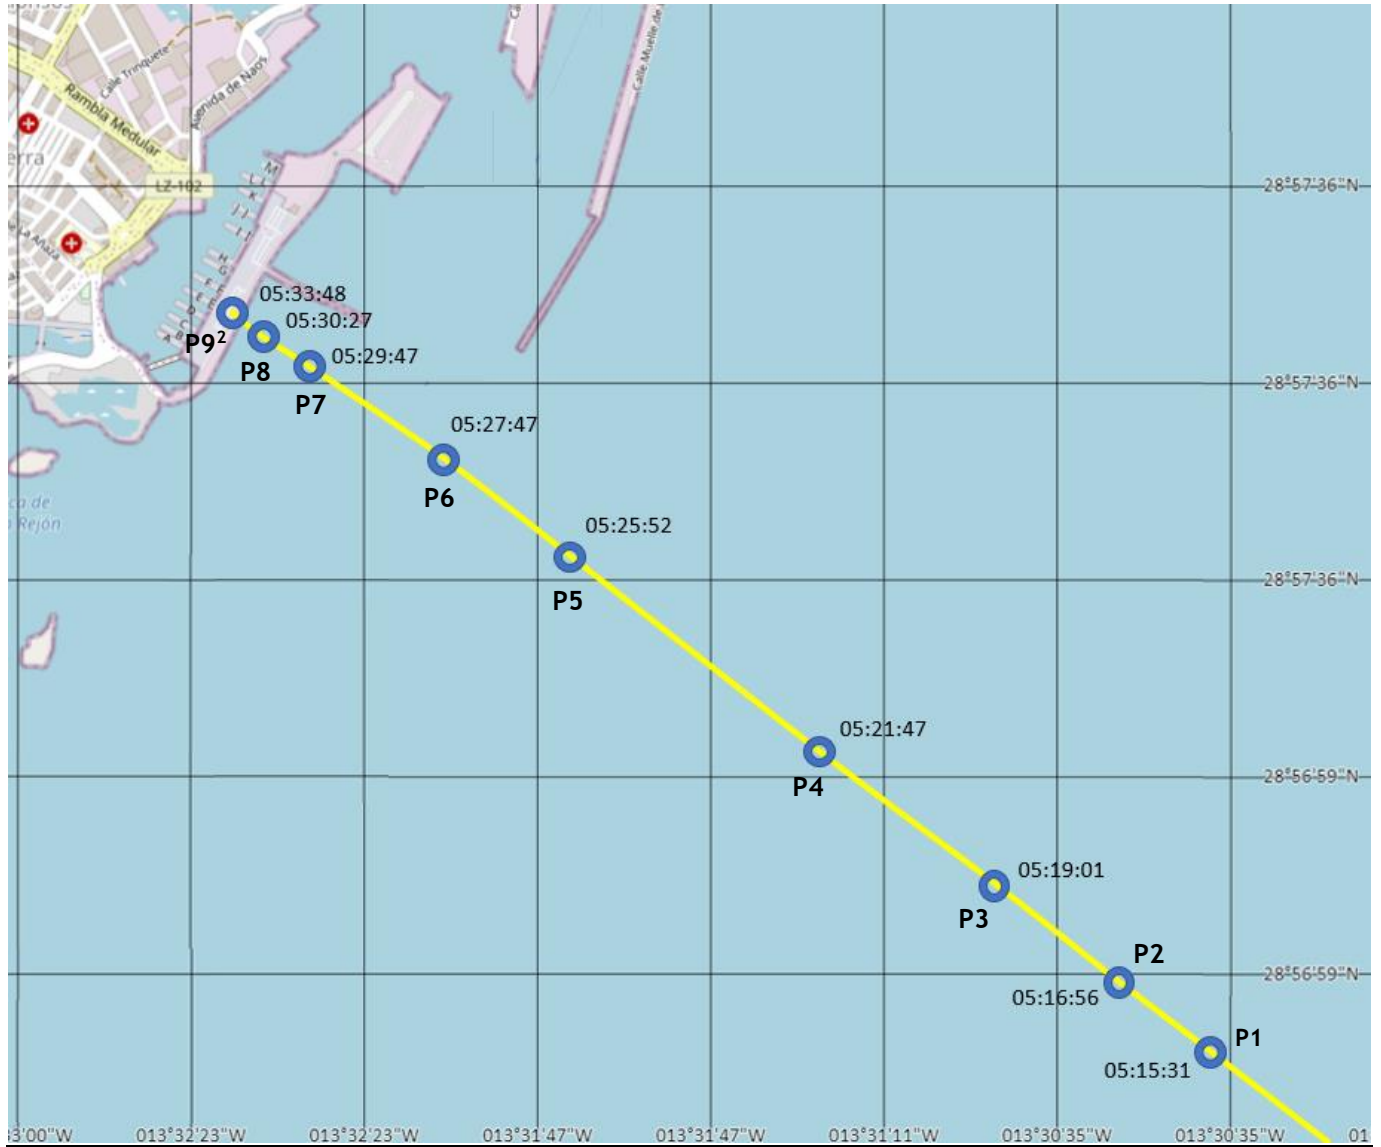 Calle Trinquete
Avenida de Naos
Rambla Medular
Calle Muelle de
LZ-102
28°57'36"N
M
L L
K
J J
I I
H
G
F F
E E
D
C
B
A
05:33:48
05:30:27
P9²
05:29:47
P8
28°57'36"N
P7
05:27:47
P6
Rejón
05:25:52
28°57'36"N
P5
05:21:47
28°56'59"N
P4
05:19:01
P3
P2
28°56'59"N
05:16:56
P1
05:15:31
3'00"W 013°32'23"W 013°32'23"W 013°31'47"W 013°31'47"W 013°31'11"W 013°30'35"W 013°30'35"W 01